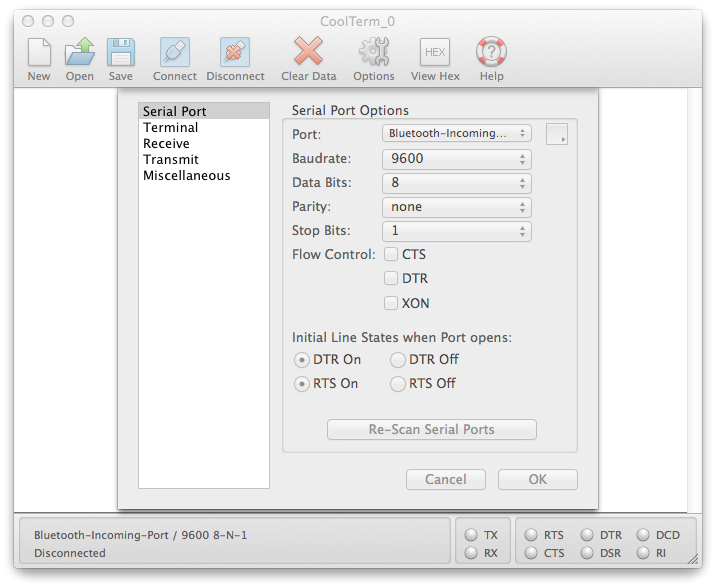 CoolTerm_0
New Open Save Connect Disconnect Clear Data Options View Hex Help
HEX
Serial Port
Terminal
Receive
Transmit
Miscellaneous
Serial Port Options
Port: Bluetooth-Incoming...
Baudrate: 9600
Data Bits: 8
Parity: none
Stop Bits: 1
Flow Control: CTS
DTR
XON
Initial Line States when Port opens:
DTR On DTR Off
RTS On RTS Off
Re-Scan Serial Ports
Cancel OK
Bluetooth-Incoming-Port / 9600 8-N-1
Disconnected
TX RTS DTR DCD
RX CTS DSR RI